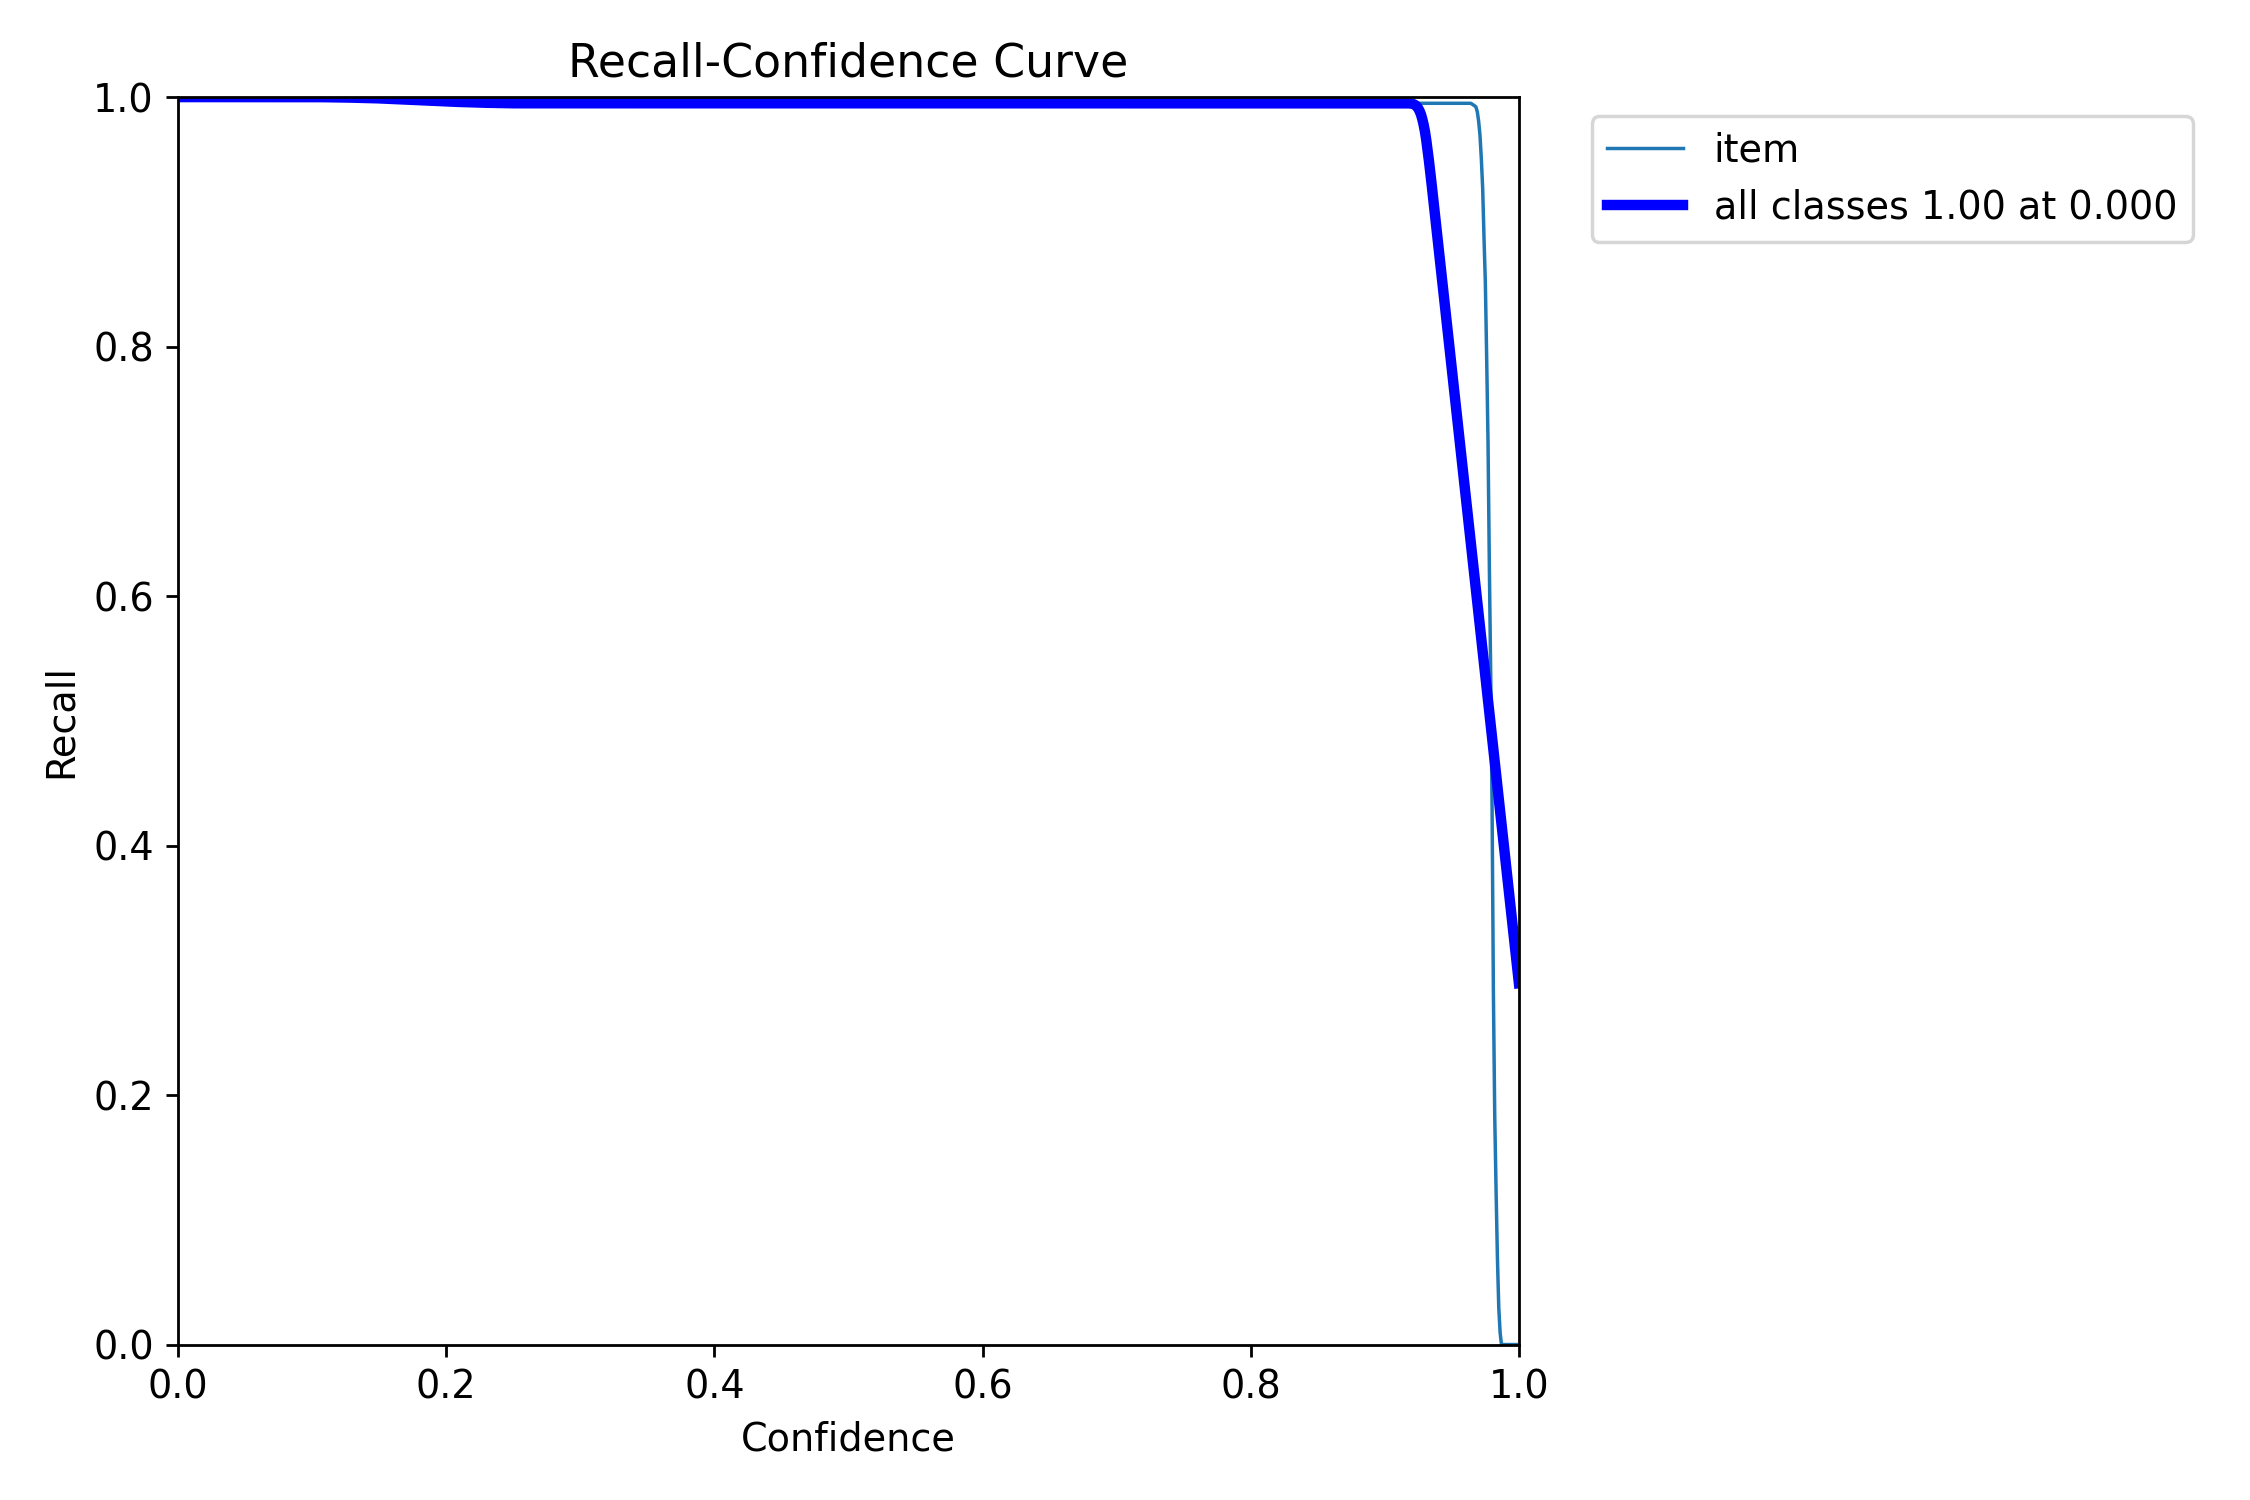 Recall-Confidence Curve
item
all classes 1.00 at 0.000
Recall
1.0
0.8
0.6
0.4
0.2
0.0
0.0 0.2 0.4 0.6 0.8 1.0
Confidence